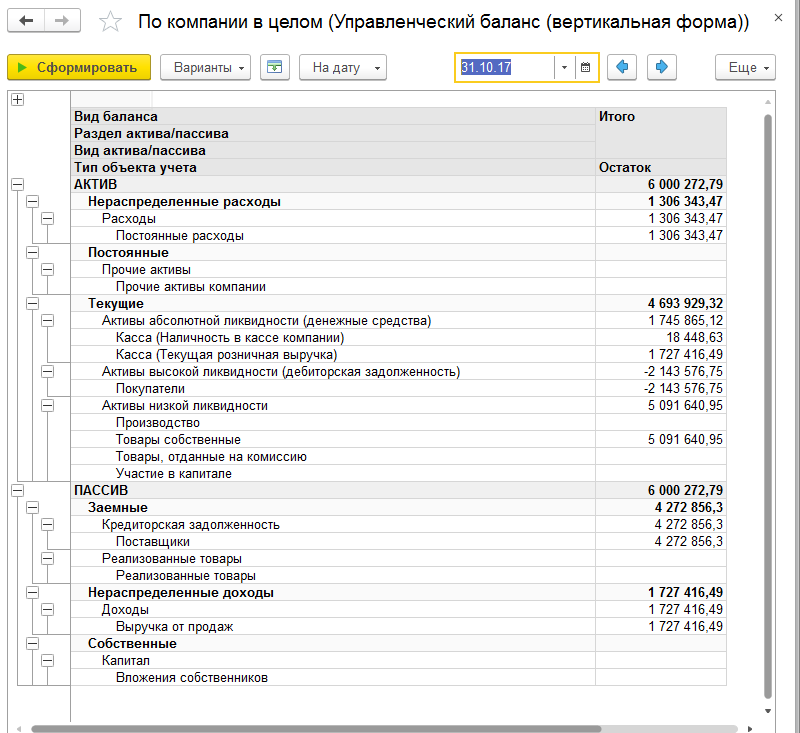 По компании в целом (Управленческий баланс (вертикальная форма))
Сформировать Варианты На дату 31.10.17 Еще
Вид баланса Итого
Раздел актива/пассива
Вид актива/пассива
Тип объекта учета Остаток
АКТИВ 6 000 272,79
Нераспределенные расходы 1 306 343,47
Расходы 1 306 343,47
Постоянные расходы 1 306 343,47
Постоянные
Прочие активы
Прочие активы компании
Текущие 4 693 929,32
Активы абсолютной ликвидности (денежные средства) 1 745 865,12
Касса (Наличность в кассе компании) 18 448,63
Касса (Текущая розничная выручка) 1 727 416,49
Активы высокой ликвидности (дебиторская задолженность) -2 143 576,75
Покупатели -2 143 576,75
Активы низкой ликвидности 5 091 640,95
Производство
Товары собственные 5 091 640,95
Товары, отданные на комиссию
Участие в капитале
ПАССИВ 6 000 272,79
Заемные 4 272 856,3
Кредиторская задолженность 4 272 856,3
Поставщики 4 272 856,3
Реализованные товары
Реализованные товары
Нераспределенные доходы 1 727 416,49
Доходы 1 727 416,49
Выручка от продаж 1 727 416,49
Собственные
Капитал
Вложения собственников